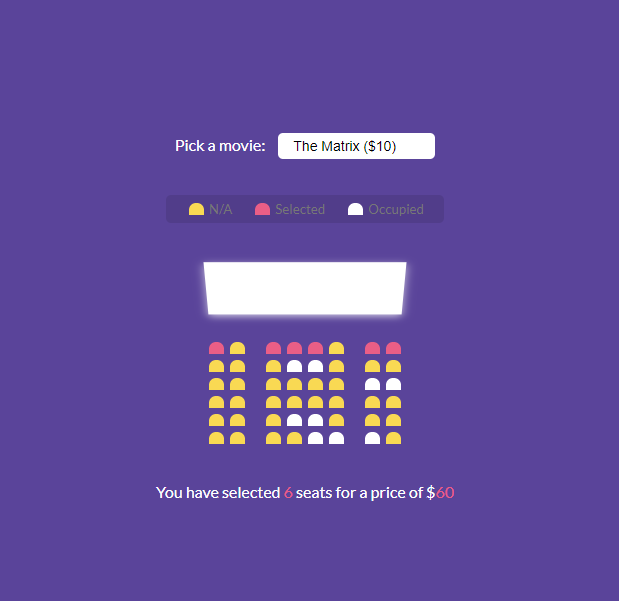 Pick a movie: The Matrix ($10)
N/A Selected Occupied
You have selected 6 seats for a price of $60